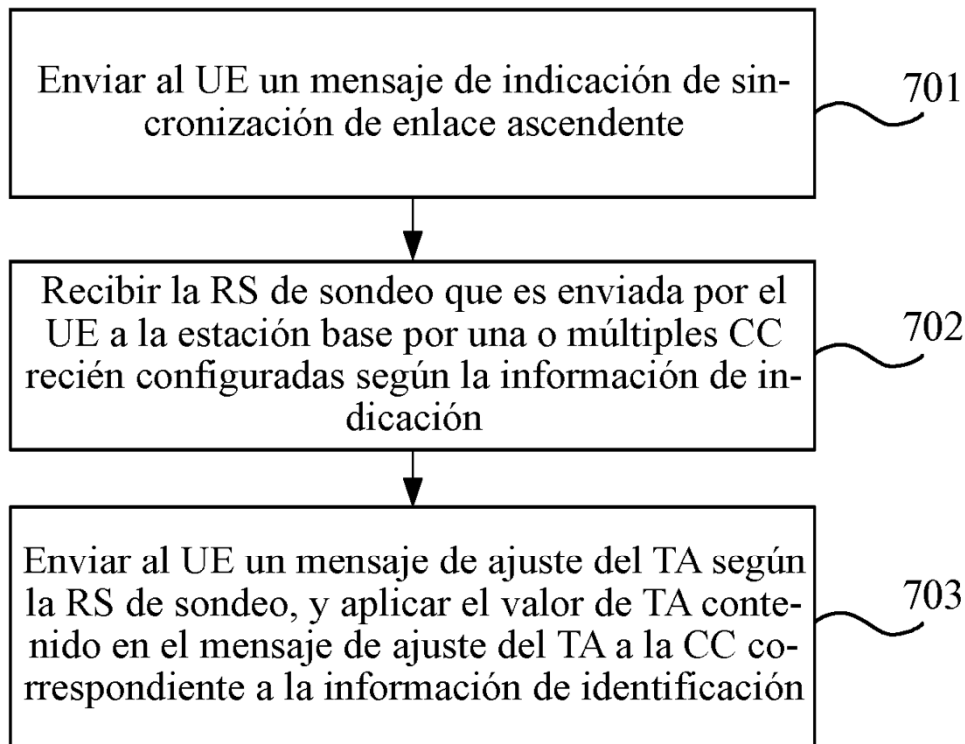 Enviar al UE un mensaje de indicación de sin-
cronización de enlace ascendente
701
Recibir la RS de sondeo que es enviada por el
UE a la estación base por una o múltiples CC
recién configuradas según la información de in-
dicación
702
Enviar al UE un mensaje de ajuste del TA según
la RS de sondeo, y aplicar el valor de TA conte-
nido en el mensaje de ajuste del TA a la CC co-
rrespondiente a la información de identificación
703